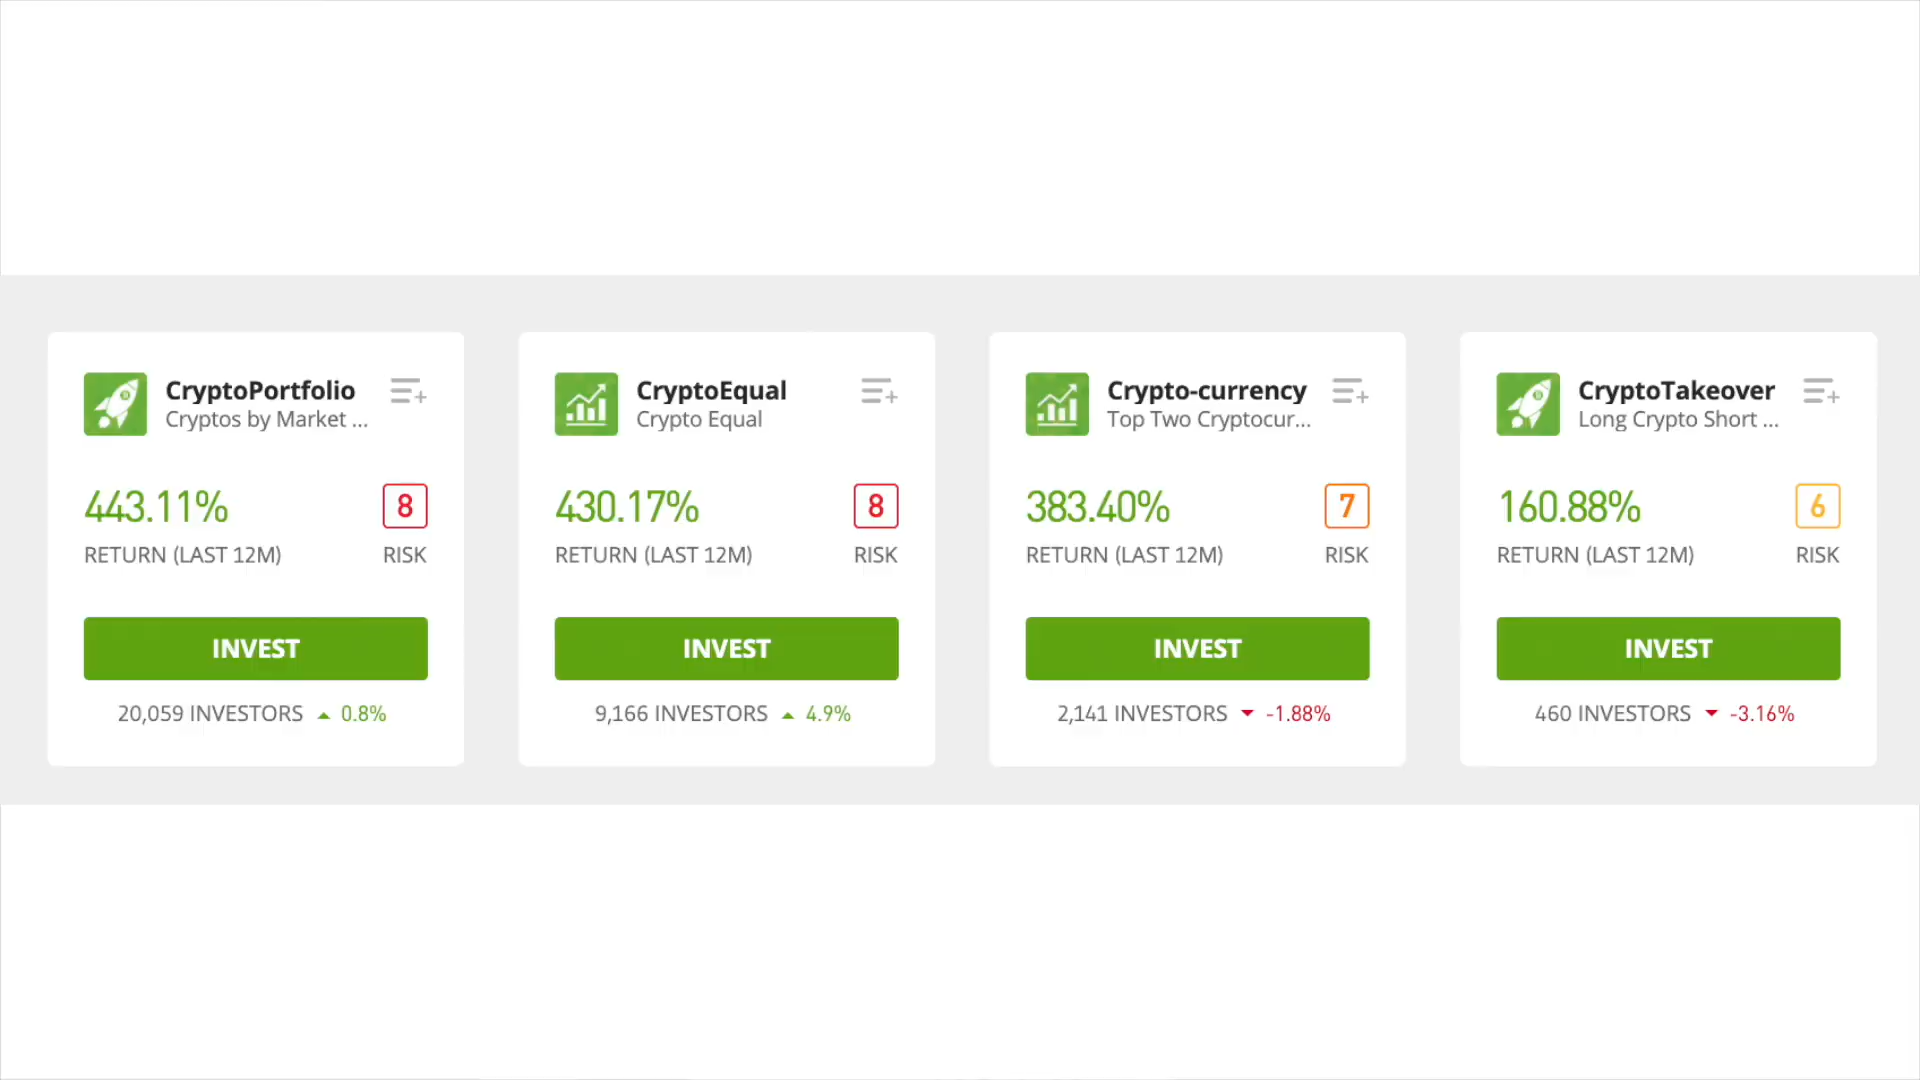 CryptoPortfolio
Cryptos by Market ...
443.11%
8
RETURN (LAST 12M)
RISK
INVEST
20,059 INVESTORS ▲ 0.8%
CryptoEqual
Crypto Equal
430.17%
8
RETURN (LAST 12M)
RISK
INVEST
9,166 INVESTORS ▲ 4.9%
Crypto-currency
Top Two Cryptocur...
383.40%
7
RETURN (LAST 12M)
RISK
INVEST
2,141 INVESTORS ▼ -1.88%
CryptoTakeover
Long Crypto Short ...
160.88%
6
RETURN (LAST 12M)
RISK
INVEST
460 INVESTORS ▼ -3.16%